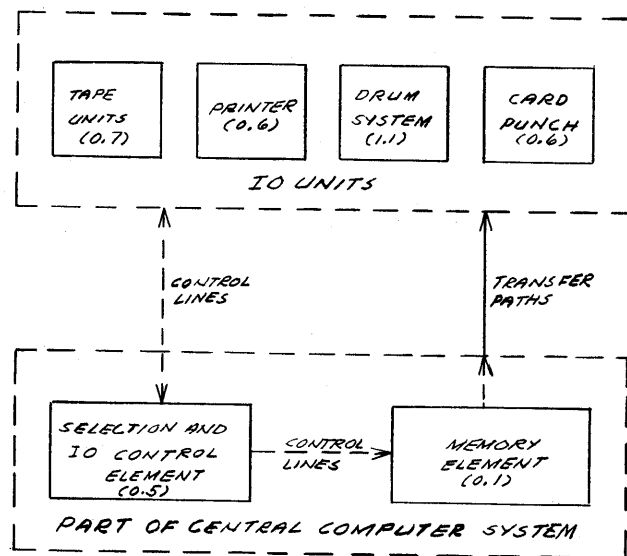 TAPE
UNITS
(0.7)
PRINTER
(0.6)
DRUM
SYSTEM
(1.1)
CARD
PUNCH
(0.6)
IO UNITS
CONTROL
LINES
TRANSFER
PATHS
SELECTION AND
IO CONTROL
ELEMENT
(0.5)
CONTROL
LINES
MEMORY
ELEMENT
(0.1)
PART OF CENTRAL COMPUTER SYSTEM